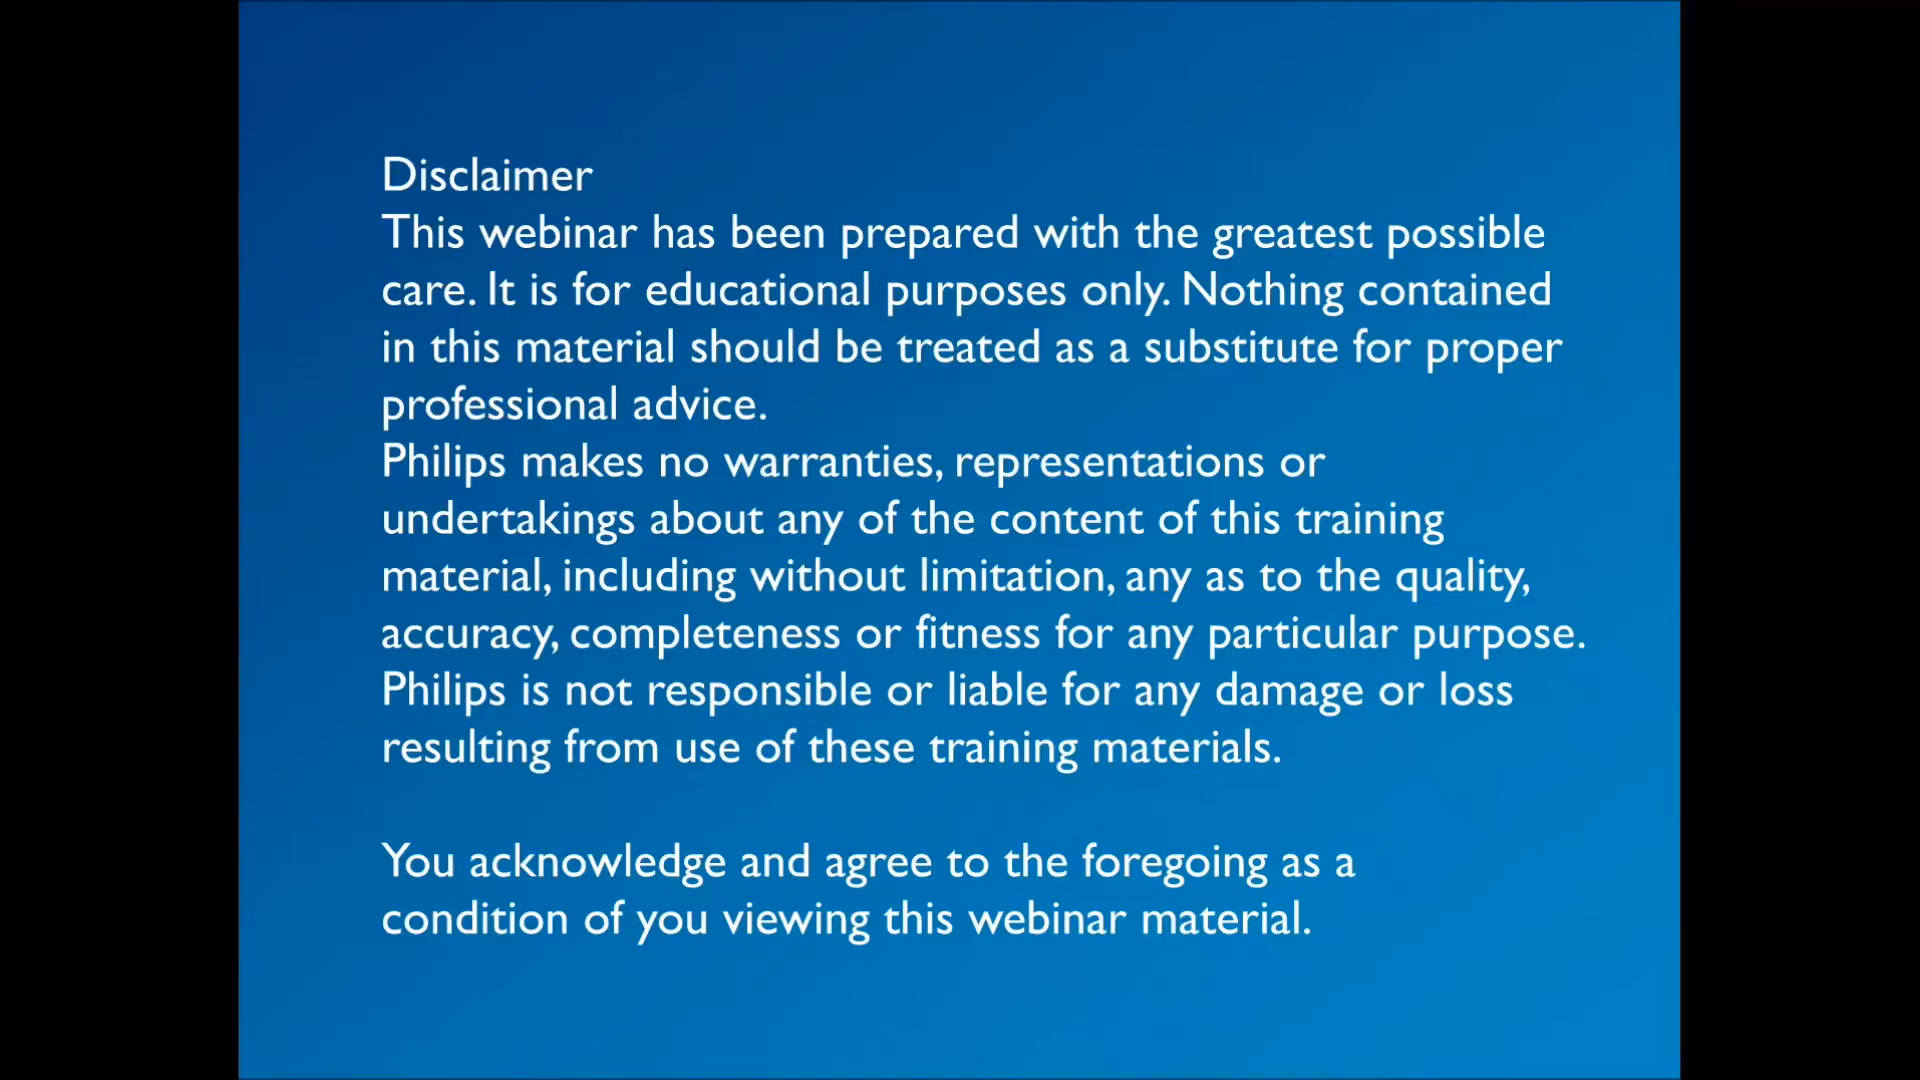 Disclaimer
This webinar has been prepared with the greatest possible
care. It is for educational purposes only. Nothing contained
in this material should be treated as a substitute for proper
professional advice.
Philips makes no warranties, representations or
undertakings about any of the content of this training
material, including without limitation, any as to the quality,
accuracy, completeness or fitness for any particular purpose.
Philips is not responsible or liable for any damage or loss
resulting from use of these training materials.
You acknowledge and agree to the foregoing as a
condition of you viewing this webinar material.